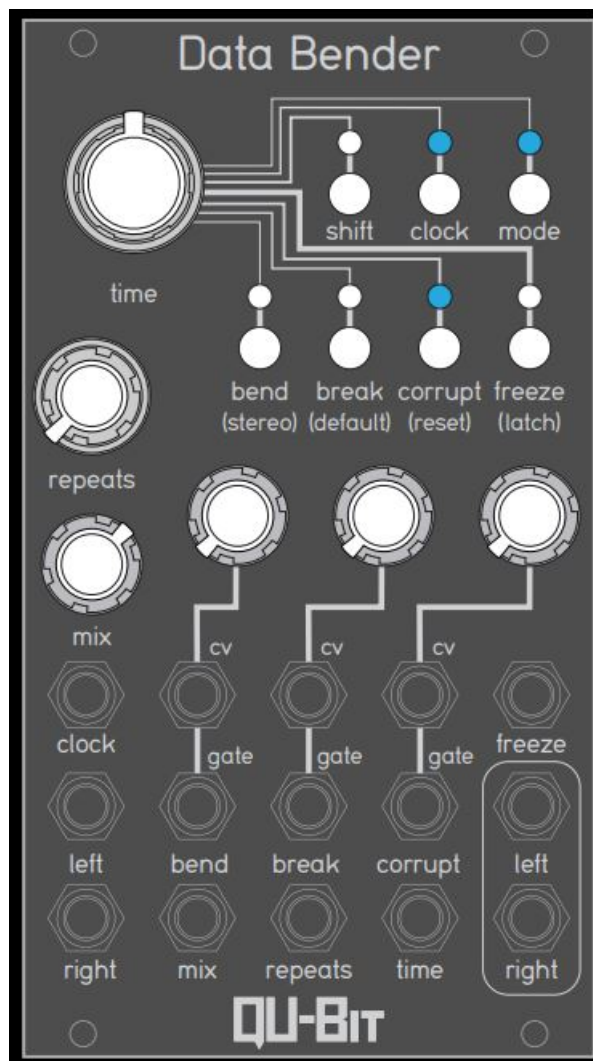 Data Bender
shift clock mode
time
bend break corrupt freeze
(stereo) (default) (reset) (latch)
repeats
mix
cv cv cv
clock freeze
gate gate gate
left bend break corrupt left
right mix repeats time right
QU-BIT